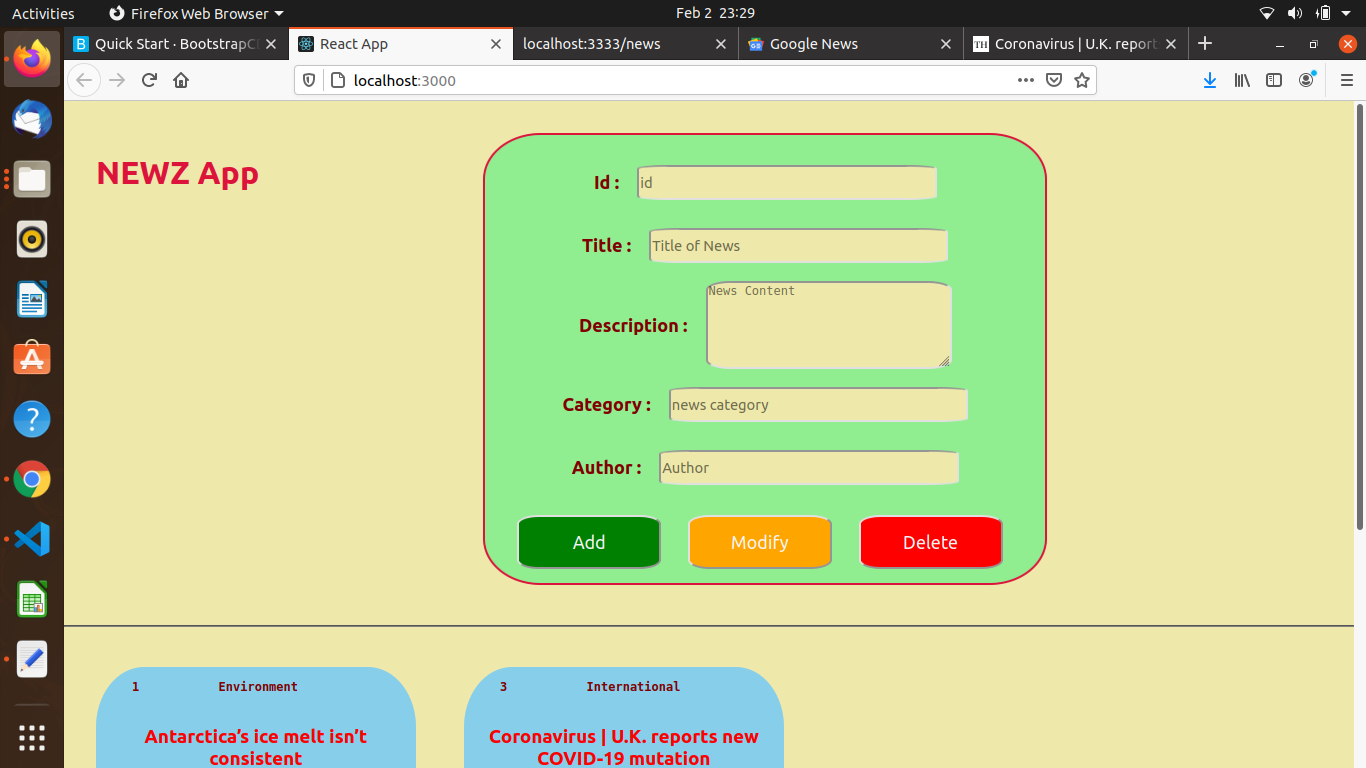 Activities Firefox Web Browser Feb 2 23:29
Quick Start · BootstrapC React App localhost:3333/news Google News Coronavirus | U.K. report
localhost:3000
NEWZ App
Id : id
Title : Title of News
Description : News Content
Category : news category
Author : Author
Add Modify Delete
1 Environment
Antarctica’s ice melt isn’t
consistent
3 International
Coronavirus | U.K. reports new
COVID-19 mutation